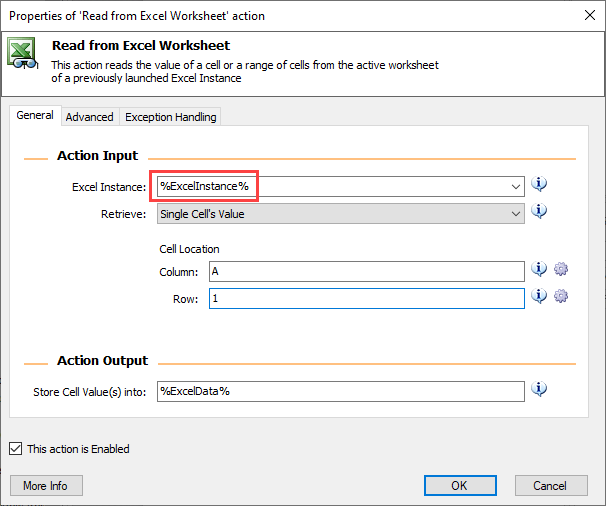 Properties of 'Read from Excel Worksheet' action
Read from Excel Worksheet
This action reads the value of a cell or a range of cells from the active worksheet
of a previously launched Excel Instance
General
Advanced
Exception Handling
Action Input
Excel Instance: %ExcelInstance%
Retrieve: Single Cell's Value
Cell Location
Column: A
Row: 1
Action Output
Store Cell Value(s) into: %ExcelData%
This action is Enabled
More Info
OK
Cancel